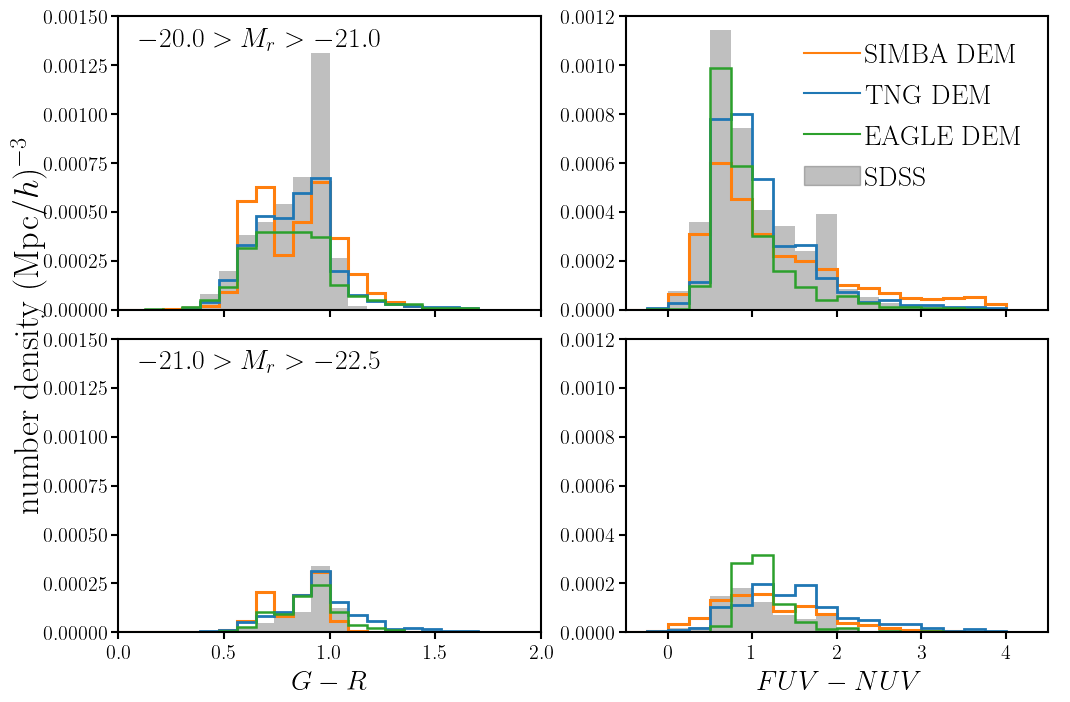 number density (Mpc/h)⁻³
0.00150
0.00125
0.00100
0.00075
0.00050
0.00025
0.00000
−20.0 > Mᵣ > −21.0
0.0012
0.0010
0.0008
0.0006
0.0004
0.0002
0.0000
SIMBA DEM
TNG DEM
EAGLE DEM
SDSS
0.00150
0.00125
0.00100
0.00075
0.00050
0.00025
0.00000
−21.0 > Mᵣ > −22.5
0.0 0.5 1.0 1.5 2.0
G − R
0.0012
0.0010
0.0008
0.0006
0.0004
0.0002
0.0000
0 1 2 3 4
FUV − NUV